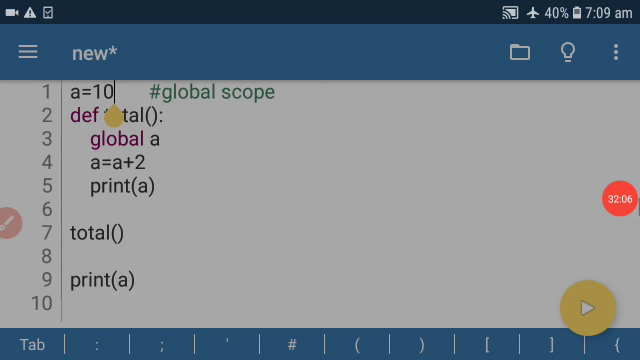 40% 7:09 am
new*
1 a=10 #global scope
2 def total():
3 global a
4 a=a+2
5 print(a)
6
7 total()
8
9 print(a)
10
32:06
Tab : ; ' # ( ) [ ] {